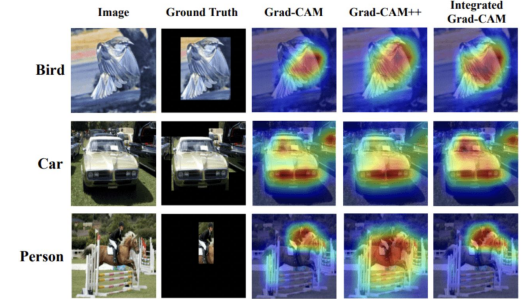 Image Ground Truth Grad-CAM Grad-CAM++ Integrated
Grad-CAM
Bird
Car
Person